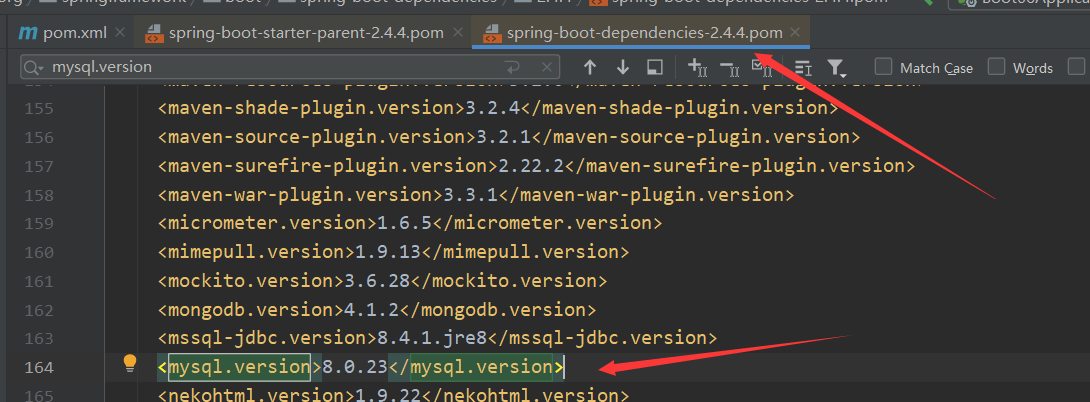 springframework boot spring-boot-dependencies
m pom.xml spring-boot-starter-parent-2.4.4.pom spring-boot-dependencies-2.4.4.pom
mysql.version Match Case Words
155 <maven-shade-plugin.version>3.2.4</maven-shade-plugin.version>
156 <maven-source-plugin.version>3.2.1</maven-source-plugin.version>
157 <maven-surefire-plugin.version>2.22.2</maven-surefire-plugin.version>
158 <maven-war-plugin.version>3.3.1</maven-war-plugin.version>
159 <micrometer.version>1.6.5</micrometer.version>
160 <mimepull.version>1.9.13</mimepull.version>
161 <mockito.version>3.6.28</mockito.version>
162 <mongodb.version>4.1.2</mongodb.version>
163 <mssql-jdbc.version>8.4.1.jre8</mssql-jdbc.version>
164 <mysql.version>8.0.23</mysql.version>
165 <nekohtml.version>1.9.22</nekohtml.version>